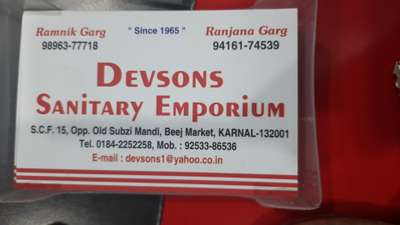 Ramnik Garg " Since 1965 " Ranjana Garg
98963-77718 94161-74539
DEVSONS
SANITARY EMPORIUM
S.C.F. 15, Opp. Old Subzi Mandi, Beej Market, KARNAL-132001
Tel. 0184-2252258, Mob. : 92533-86536
E-mail : devsons1@yahoo.co.in